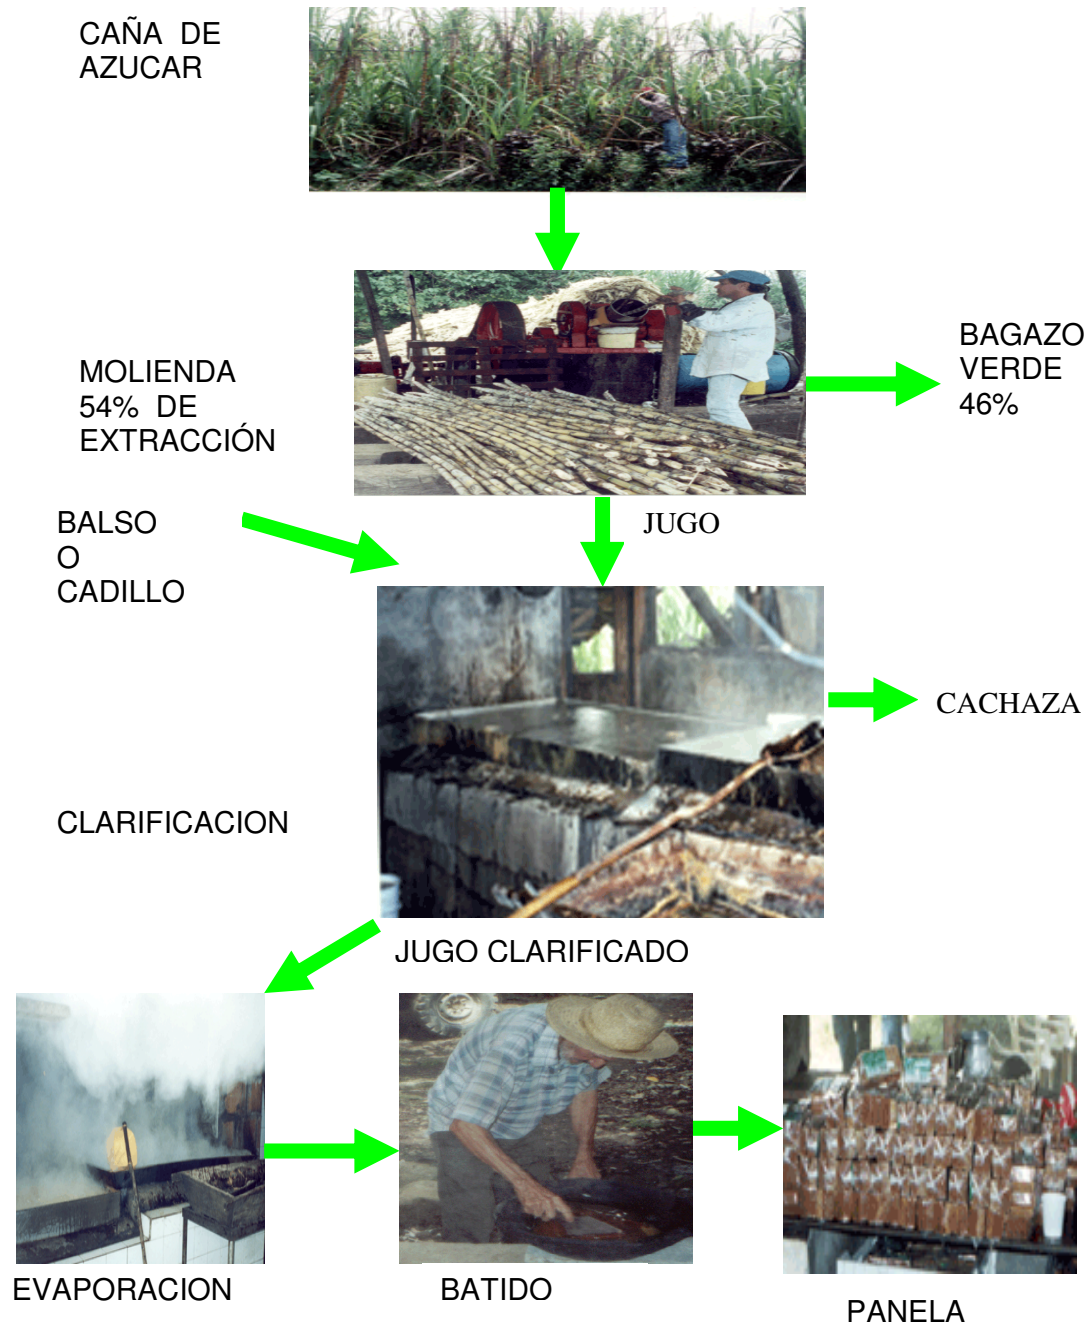 CAÑA DE
AZUCAR
MOLIENDA
54% DE
EXTRACCIÓN
BAGAZO
VERDE
46%
BALSO
O
CADILLO
JUGO
CACHAZA
CLARIFICACION
JUGO CLARIFICADO
EVAPORACION
BATIDO
PANELA